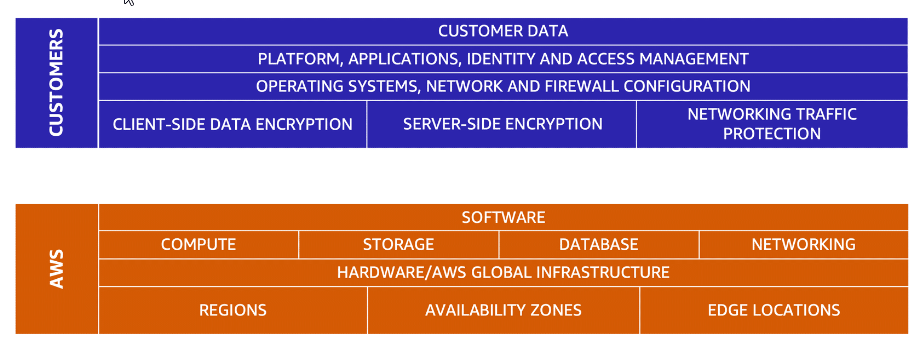 CUSTOMERS
CUSTOMER DATA
PLATFORM, APPLICATIONS, IDENTITY AND ACCESS MANAGEMENT
OPERATING SYSTEMS, NETWORK AND FIREWALL CONFIGURATION
CLIENT-SIDE DATA ENCRYPTION
SERVER-SIDE ENCRYPTION
NETWORKING TRAFFIC
PROTECTION
AWS
SOFTWARE
COMPUTE
STORAGE
DATABASE
NETWORKING
HARDWARE/AWS GLOBAL INFRASTRUCTURE
REGIONS
AVAILABILITY ZONES
EDGE LOCATIONS